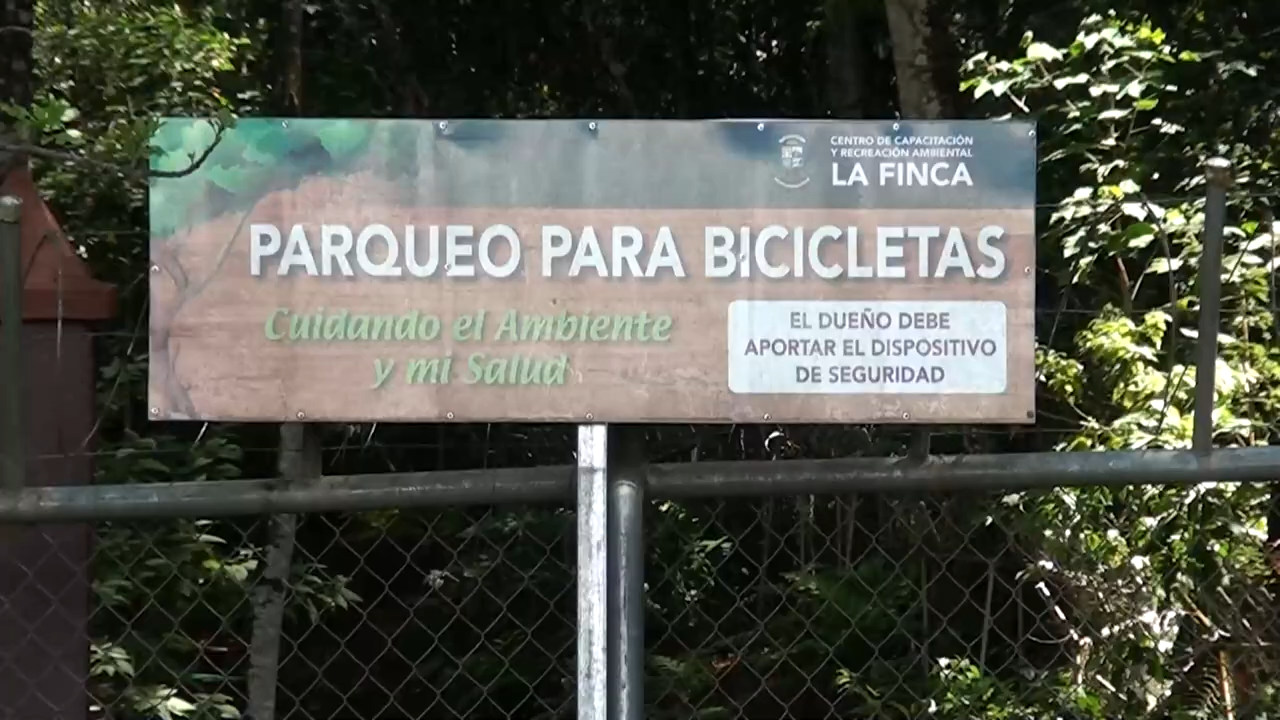 CENTRO DE CAPACITACIÓN
Y RECREACIÓN AMBIENTAL
LA FINCA
PARQUEO PARA BICICLETAS
Cuidando el Ambiente
y mi Salud
EL DUEÑO DEBE
APORTAR EL DISPOSITIVO
DE SEGURIDAD